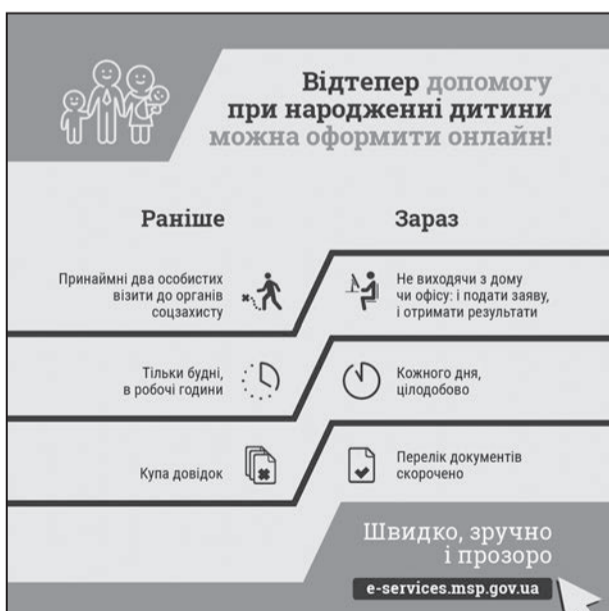 Відтепер допомогу
при народженні дитини
можна оформити онлайн!
Раніше
Зараз
Принаймні два особистих
візити до органів
соцзахисту
Не виходячи з дому
чи офісу: і подати заяву,
і отримати результати
Тільки будні,
в робочі години
Кожного дня,
цілодобово
Купа довідок
Перелік документів
скорочено
Швидко, зручно
і прозоро
e-services.msp.gov.ua